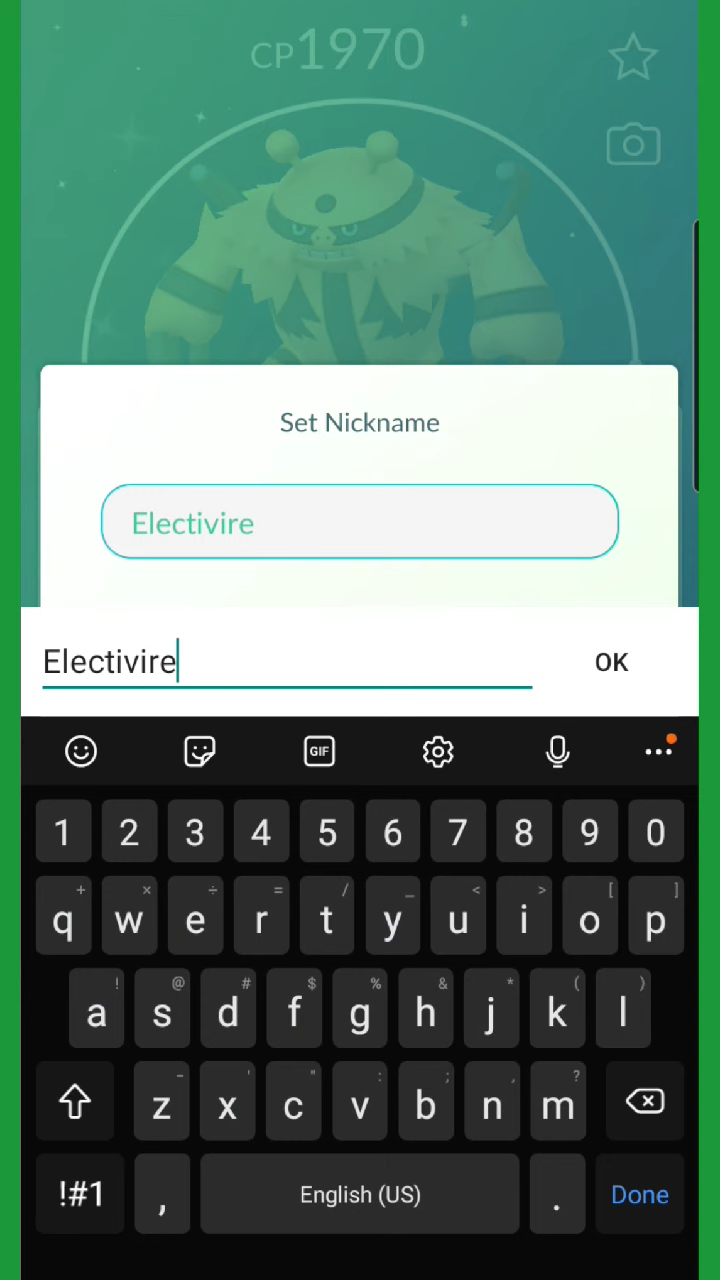 CP1970
Set Nickname
Electivire
Electivire OK
GIF
1 2 3 4 5 6 7 8 9 0
+ × ÷ = / _ < > [ ]
q w e r t y u i o p
! @ # $ % & * ( )
a s d f g h j k l
- ' " : ; , ?
z x c v b n m
!#1 , English (US) . Done